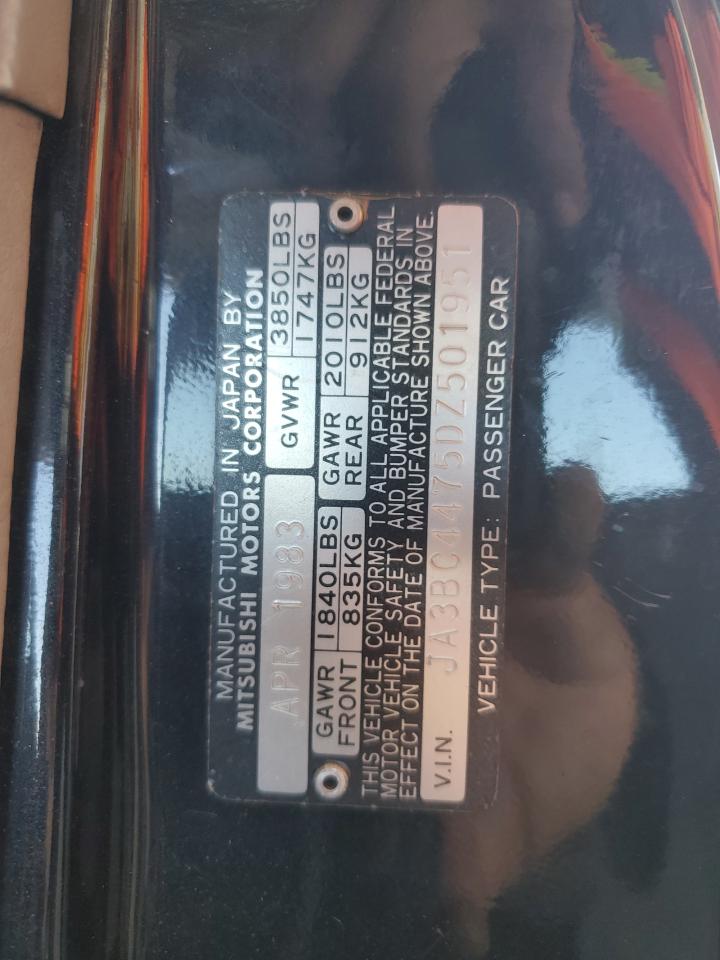 MANUFACTURED IN JAPAN BY
MITSUBISHI MOTORS CORPORATION
APR 1983
GVWR 3850LBS
1747KG
GAWR FRONT 1840LBS
835KG
GAWR REAR 2010LBS
912KG
THIS VEHICLE CONFORMS TO ALL APPLICABLE FEDERAL
MOTOR VEHICLE SAFETY AND BUMPER STANDARDS IN
EFFECT ON THE DATE OF MANUFACTURE SHOWN ABOVE.
V.I.N. JA3BC4475DZ501951
VEHICLE TYPE: PASSENGER CAR